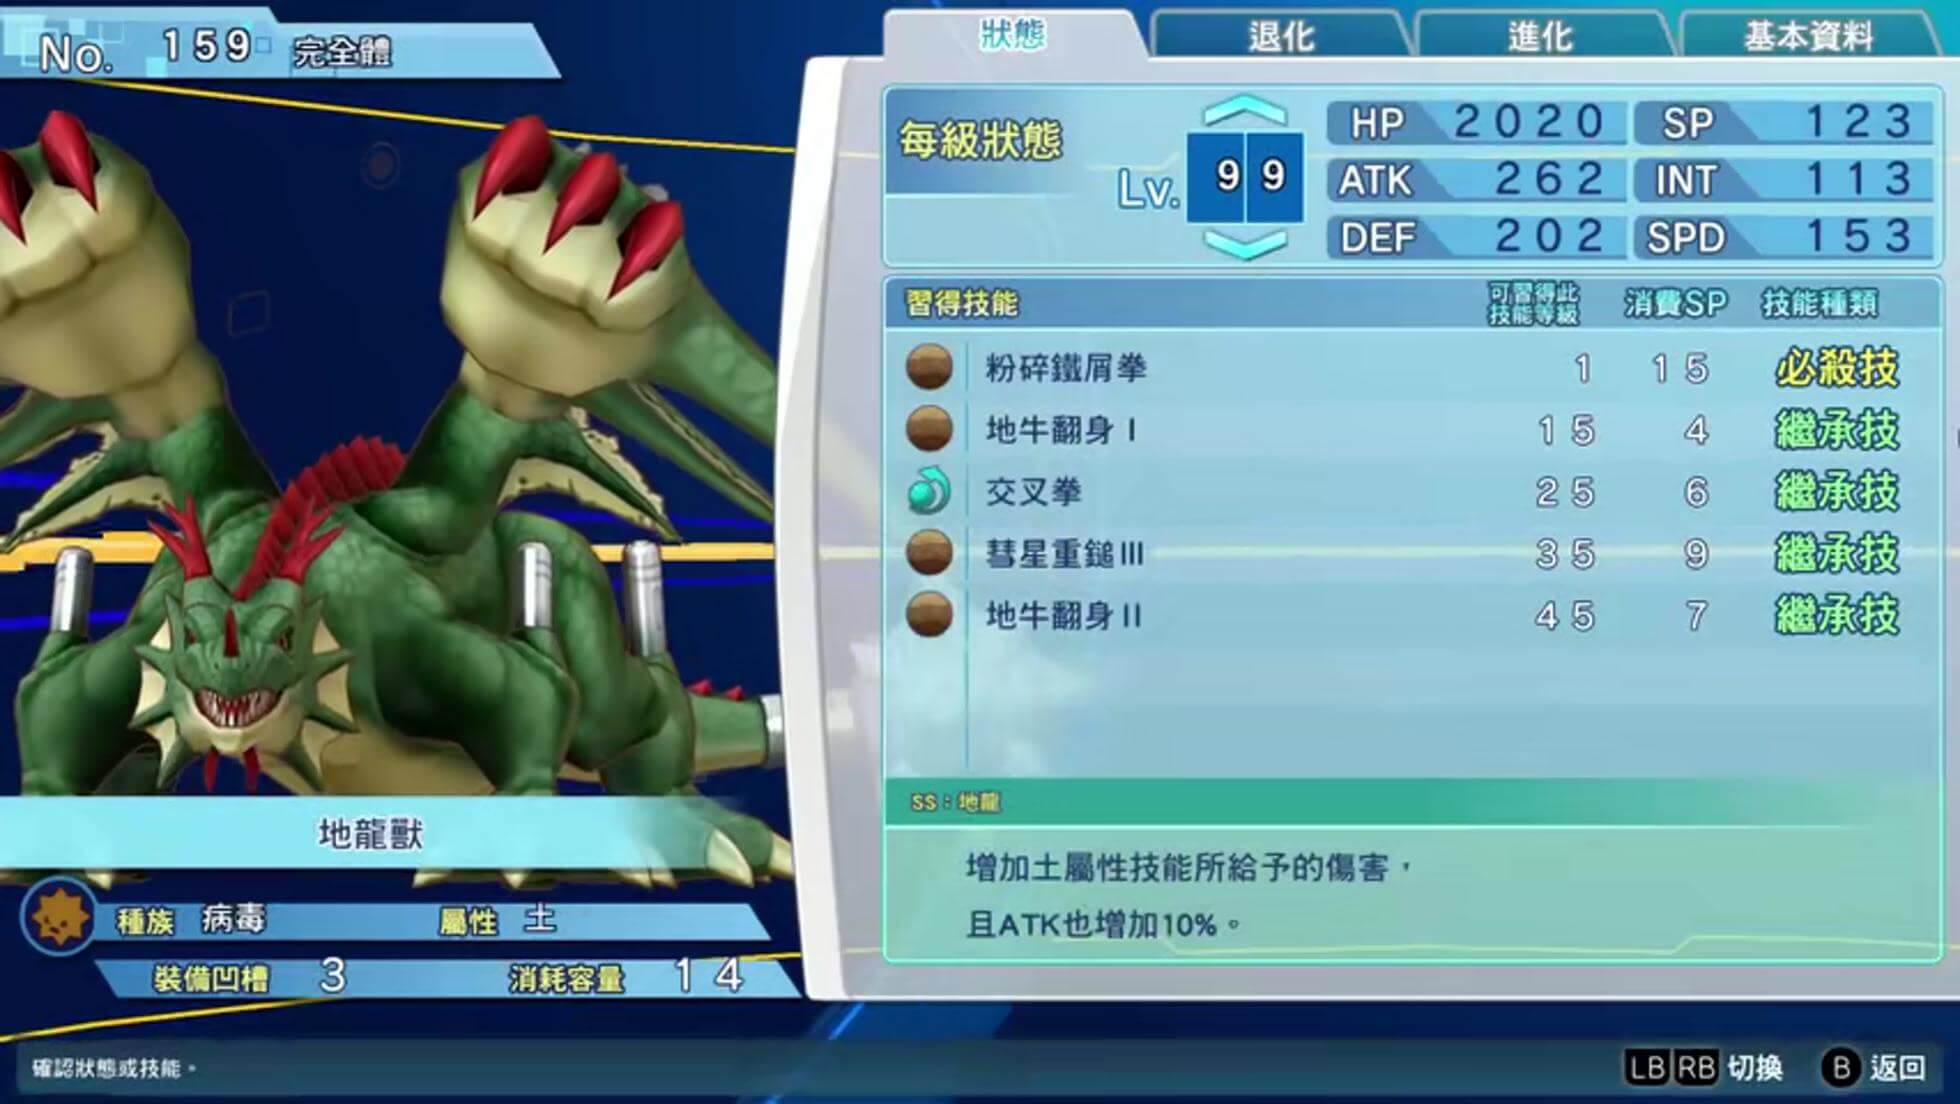 No. 159 完全體
狀態 退化 進化 基本資料
每級狀態
Lv. 99
HP 2020 SP 123
ATK 262 INT 113
DEF 202 SPD 153
習得技能 可習得此技能等級 消費SP 技能種類
粉碎鐵屑拳 1 15 必殺技
地牛翻身I 15 4 繼承技
交叉拳 25 6 繼承技
彗星重鎚III 35 9 繼承技
地牛翻身II 45 7 繼承技
SS：地龍
增加土屬性技能所給予的傷害，
且ATK也增加10%。
地龍獸
種族 病毒 屬性 土
裝備凹槽 3 消耗容量 14
確認狀態或技能。
LB RB 切換 B 返回